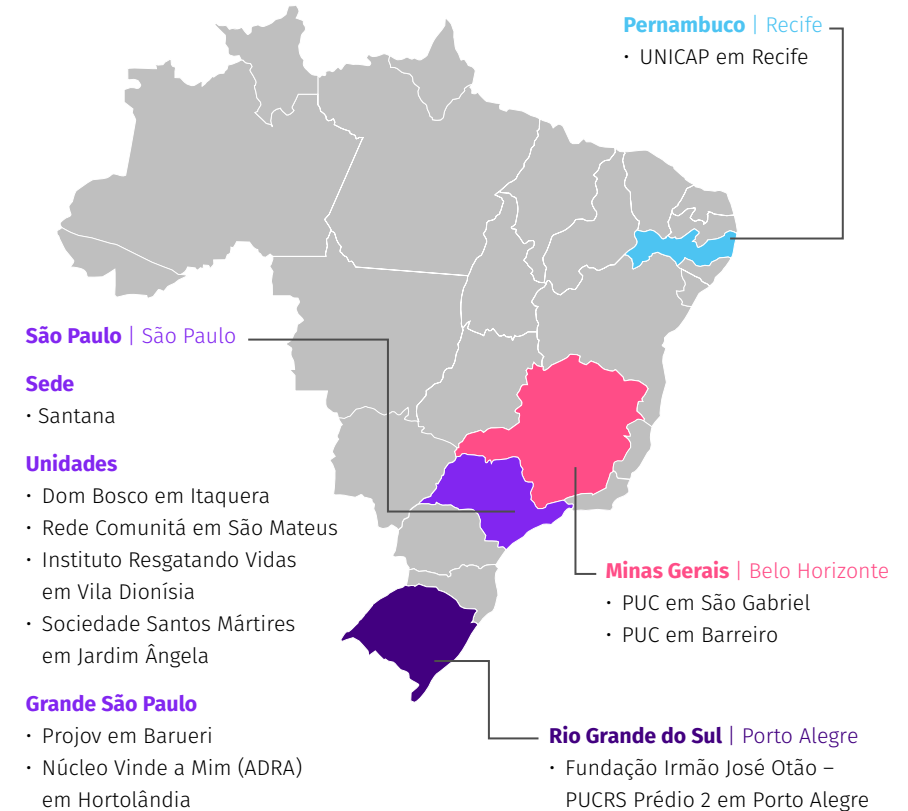 Pernambuco | Recife
· UNICAP em Recife
São Paulo | São Paulo
Sede
· Santana
Unidades
· Dom Bosco em Itaquera
· Rede Comunitá em São Mateus
· Instituto Resgatando Vidas
em Vila Dionísia
· Sociedade Santos Mártires
em Jardim Ângela
Grande São Paulo
· Projov em Barueri
· Núcleo Vinde a Mim (ADRA)
em Hortolândia
Minas Gerais | Belo Horizonte
· PUC em São Gabriel
· PUC em Barreiro
Rio Grande do Sul | Porto Alegre
· Fundação Irmão José Otão –
PUCRS Prédio 2 em Porto Alegre